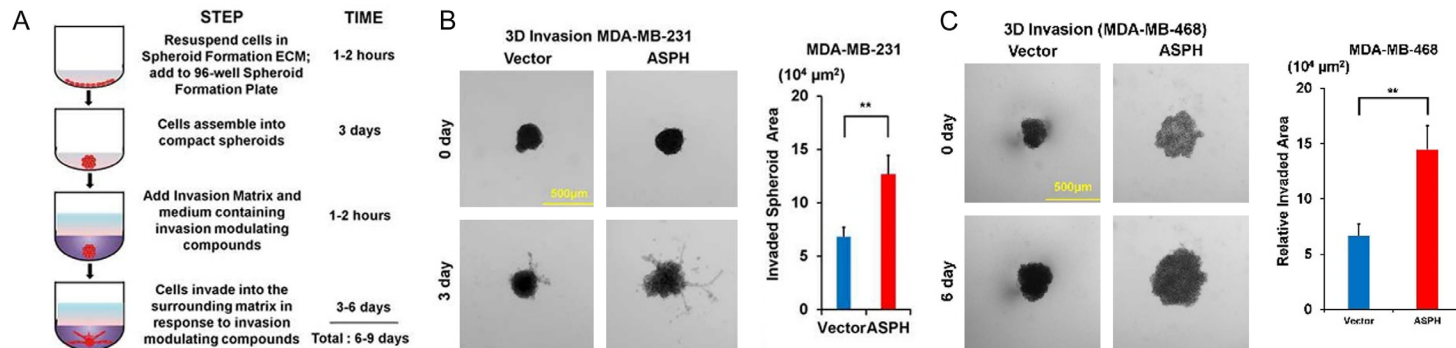 A
STEP
TIME
Resuspend cells in
Spheroid Formation ECM;
add to 96-well Spheroid
Formation Plate
1-2 hours
Cells assemble into
compact spheroids
3 days
Add Invasion Matrix and
medium containing
invasion modulating
compounds
1-2 hours
Cells invade into the
surrounding matrix in
response to invasion
modulating compounds
3-6 days
Total : 6-9 days
B
3D Invasion MDA-MB-231
Vector
ASPH
0 day
500µm
3 day
MDA-MB-231
(10⁴ µm²)
Invaded Spheroid Area
20
15
10
5
0
**
Vector
ASPH
C
3D Invasion (MDA-MB-468)
Vector
ASPH
0 day
500µm
6 day
MDA-MB-468
(10⁴ µm²)
Relative Invaded Area
20
15
10
5
0
**
Vector
ASPH